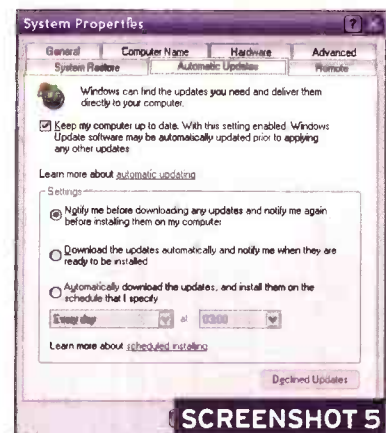 System Properties
General Computer Name Hardware Advanced
System Restore Automatic Updates Remote
Windows can find the updates you need and deliver them
directly to your computer.
Keep my computer up to date. With this setting enabled, Windows
Update software may be automatically updated prior to applying
any other updates
Learn more about automatic updating
Settings
Notify me before downloading any updates and notify me again
before installing them on my computer
Download the updates automatically and notify me when they are
ready to be installed
Automatically download the updates, and install them on the
schedule that I specify
Every day at 03:00
Learn more about scheduled installing
Declined Updates
SCREENSHOT 5